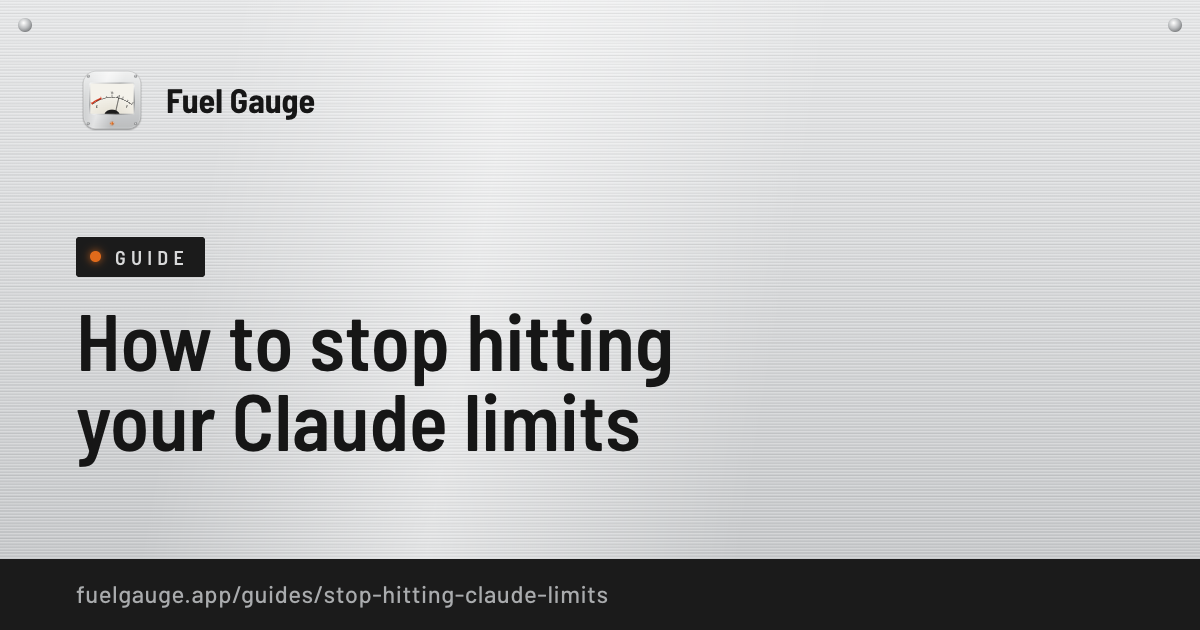 Fuel Gauge
GUIDE
How to stop hitting
your Claude limits
fuelgauge.app/guides/stop-hitting-claude-limits